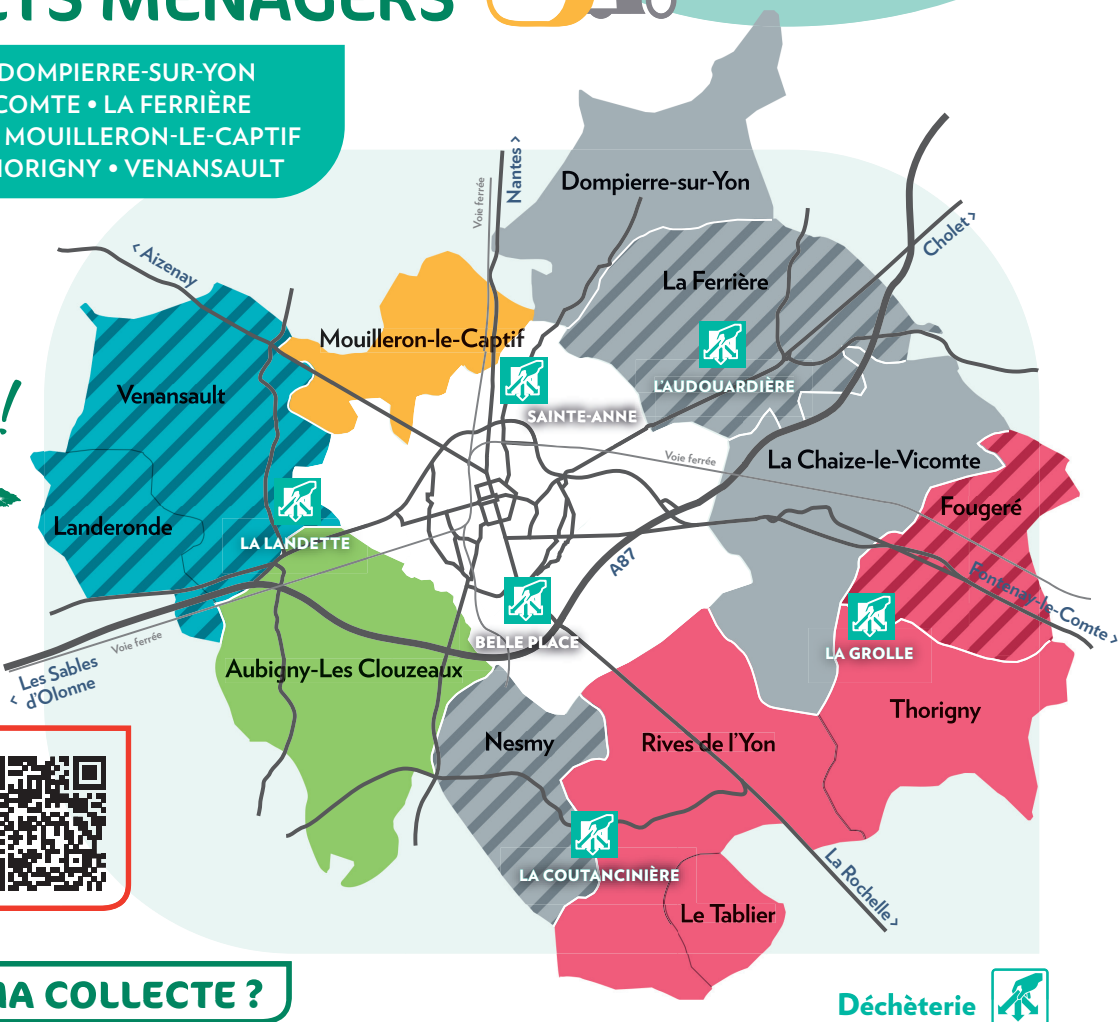 ETS MÉNAGERS
DOMPIERRE-SUR-YON
COMTE • LA FERRIÈRE
MOUILLERON-LE-CAPTIF
HORIGNY • VENANSAULT
Nantes >
Voie ferrée
Dompierre-sur-Yon
Cholet >
< Aizenay
La Ferrière
Mouilleron-le-Captif
L'AUDOUARDIÈRE
!
Venansault
SAINTE-ANNE
Voie ferrée
La Chaize-le-Vicomte
Fougeré
Landeronde
LA LANDETTE
A87
Fontenay-le-Comte >
BELLE PLACE
Voie ferrée
LA GROLLE
Aubigny-Les Clouzeaux
< Les Sables
d'Olonne
Thorigny
Nesmy
Rives de l'Yon
LA COUTANCINIÈRE
La Rochelle >
Le Tablier
MA COLLECTE ?
Déchèterie